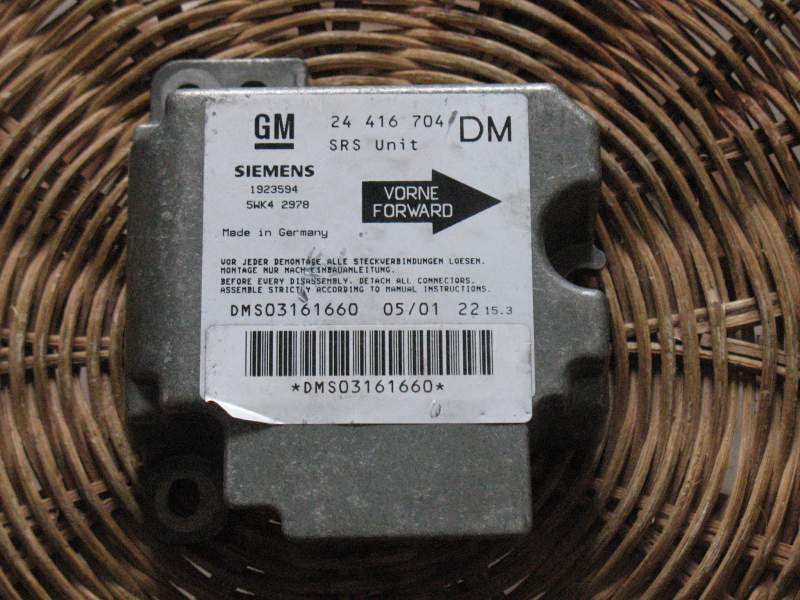 GM 24 416 704 DM
SRS Unit
SIEMENS
1923594
5WK4 2978
VORNE
FORWARD
Made in Germany
VOR JEDER DEMONTAGE ALLE STECKVERBINDUNGEN LOESEN.
MONTAGE NUR NACH EINBAUANLEITUNG.
BEFORE EVERY DISASSEMBLY. DETACH ALL CONNECTORS.
ASSEMBLE STRICTLY ACCORDING TO MANUAL INSTRUCTIONS.
DMS03161660 05/01 22 15.3
*DMS03161660*